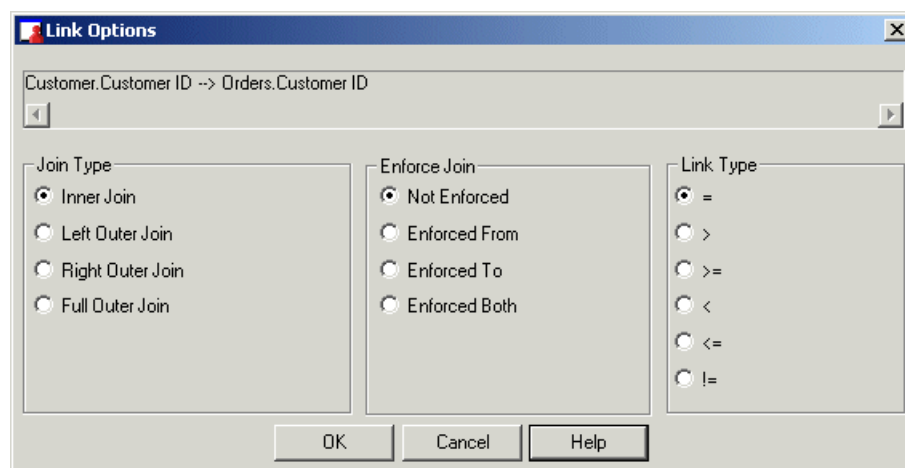 Link Options
Customer.Customer ID --> Orders.Customer ID
Join Type
Inner Join
Left Outer Join
Right Outer Join
Full Outer Join
Enforce Join
Not Enforced
Enforced From
Enforced To
Enforced Both
Link Type
=
>
>=
<
<=
!=
OK Cancel Help